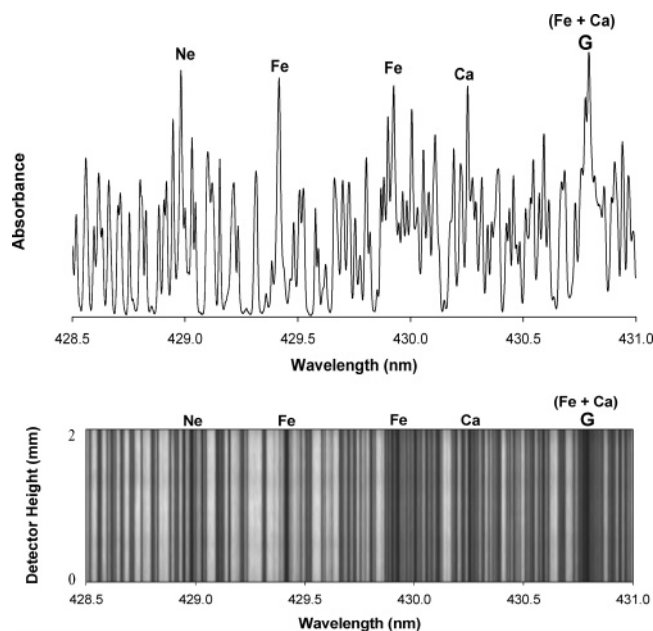 (Fe + Ca)
Ne Fe Fe Ca G
Absorbance
428.5 429.0 429.5 430.0 430.5 431.0
Wavelength (nm)
(Fe + Ca)
Ne Fe Fe Ca G
2
Detector Height (mm)
0
428.5 429.0 429.5 430.0 430.5 431.0
Wavelength (nm)